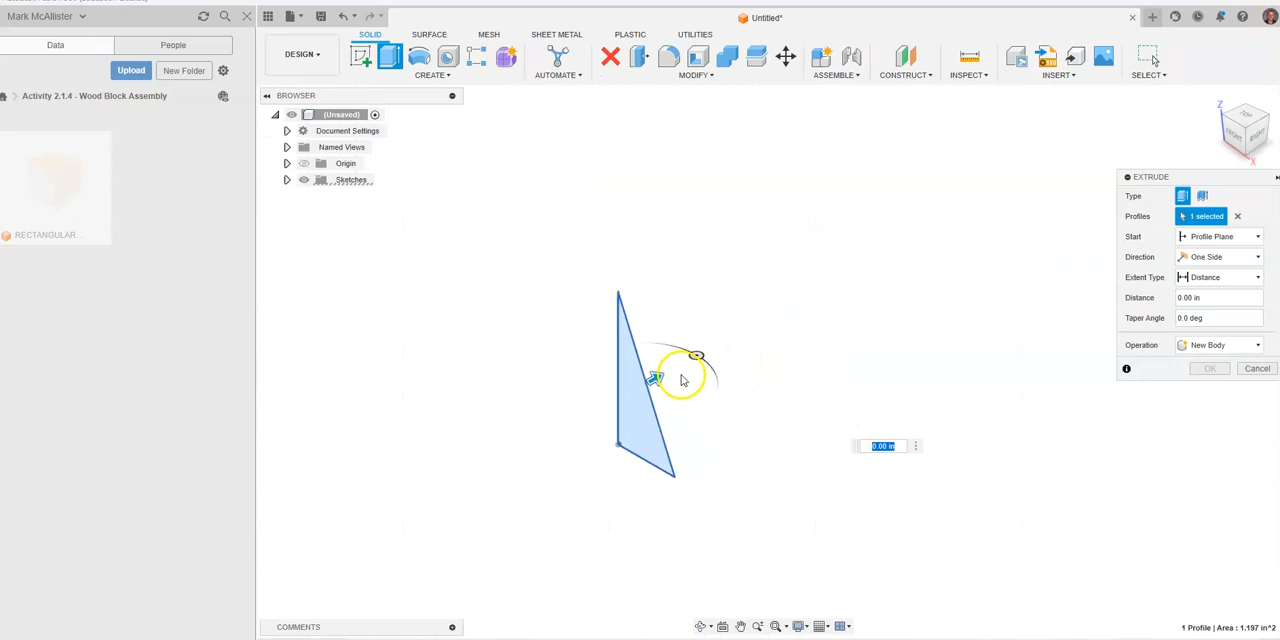 Mark McAllister
Untitled*
Data
People
Upload
New Folder
Activity 2.1.4 - Wood Block Assembly
RECTANGULAR...
DESIGN
SOLID
SURFACE
MESH
SHEET METAL
PLASTIC
UTILITIES
CREATE
AUTOMATE
MODIFY
ASSEMBLE
CONSTRUCT
INSPECT
INSERT
SELECT
BROWSER
(Unsaved)
Document Settings
Named Views
Origin
Sketches
Z
TOP
FRONT
RIGHT
X
EXTRUDE
Type
Profiles
1 selected
Start
Profile Plane
Direction
One Side
Extent Type
Distance
Distance
0.00 in
Taper Angle
0.0 deg
Operation
New Body
OK
Cancel
0.00 in
COMMENTS
1 Profile | Area : 1.197 in^2